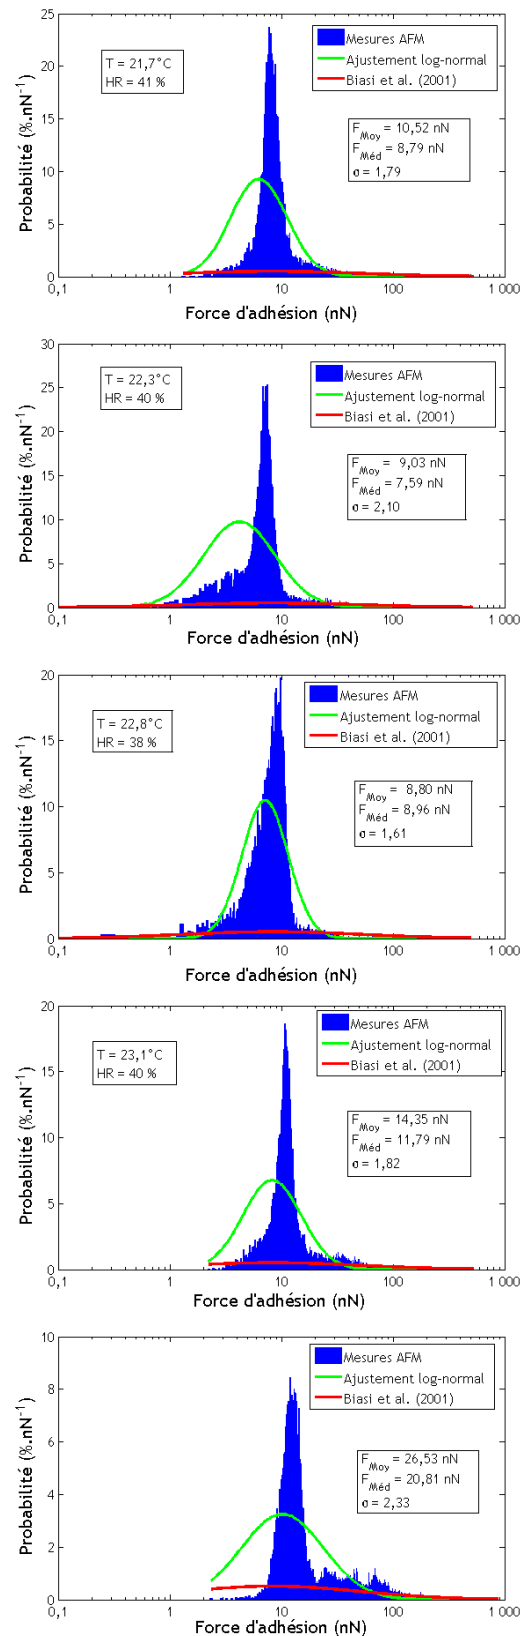 25
20
15
10
5
0
Probabilité (%.nN-1)
T = 21,7°C
HR = 41 %
Mesures AFM
Ajustement log-normal
Biasi et al. (2001)
FMoy = 10,52 nN
FMéd = 8,79 nN
σ = 1,79
0,1 1 10 100 1 000
Force d'adhésion (nN)
30
25
20
15
10
5
0
Probabilité (%.nN-1)
T = 22,3°C
HR = 40 %
Mesures AFM
Ajustement log-normal
Biasi et al. (2001)
FMoy = 9,03 nN
FMéd = 7,59 nN
σ = 2,10
0,1 1 10 100 1 000
Force d'adhésion (nN)
20
15
10
5
0
Probabilité (%.nN-1)
T = 22,8°C
HR = 38 %
Mesures AFM
Ajustement log-normal
Biasi et al. (2001)
FMoy = 8,80 nN
FMéd = 8,96 nN
σ = 1,61
0,1 1 10 100 1 000
Force d'adhésion (nN)
20
15
10
5
0
Probabilité (%.nN-1)
T = 23,1°C
HR = 40 %
Mesures AFM
Ajustement log-normal
Biasi et al. (2001)
FMoy = 14,35 nN
FMéd = 11,79 nN
σ = 1,82
0,1 1 10 100 1 000
Force d'adhésion (nN)
10
8
6
4
2
0
Probabilité (%.nN-1)
Mesures AFM
Ajustement log-normal
Biasi et al. (2001)
FMoy = 26,53 nN
FMéd = 20,81 nN
σ = 2,33
0,1 1 10 100 1 000
Force d'adhésion (nN)